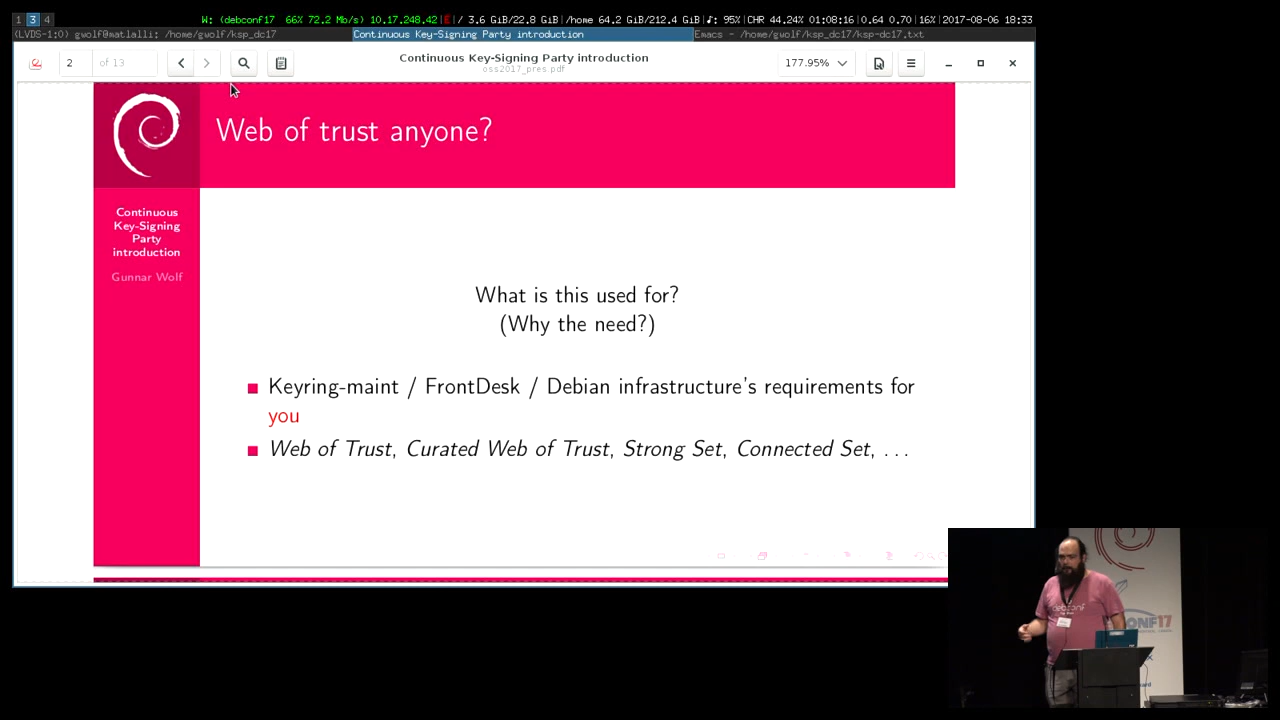 1 2 3 4 W: (debconf17 66% 72.2 Mb/s) 10.17.248.42| |/ 3.6 GiB/22.8 GiB|/home 64.2 GiB/212.4 GiB|♪: 95%|CHR 44.24% 01:08:16|0.64 0.70 |16%|2017-08-06 18:33
(LVDS-1:0) gwolf@matlalli: /home/gwolf/ksp_dc17 Continuous Key-Signing Party introduction Emacs - /home/gwolf/ksp_dc17/ksp-dc17.txt
2 of 13 Continuous Key-Signing Party introduction 177.95%
oss2017_pres.pdf
Web of trust anyone?
Continuous
Key-Signing
Party
introduction
Gunnar Wolf
What is this used for?
(Why the need?)
Keyring-maint / FrontDesk / Debian infrastructure's requirements for
you
Web of Trust, Curated Web of Trust, Strong Set, Connected Set, . . .
debconf
CONF17